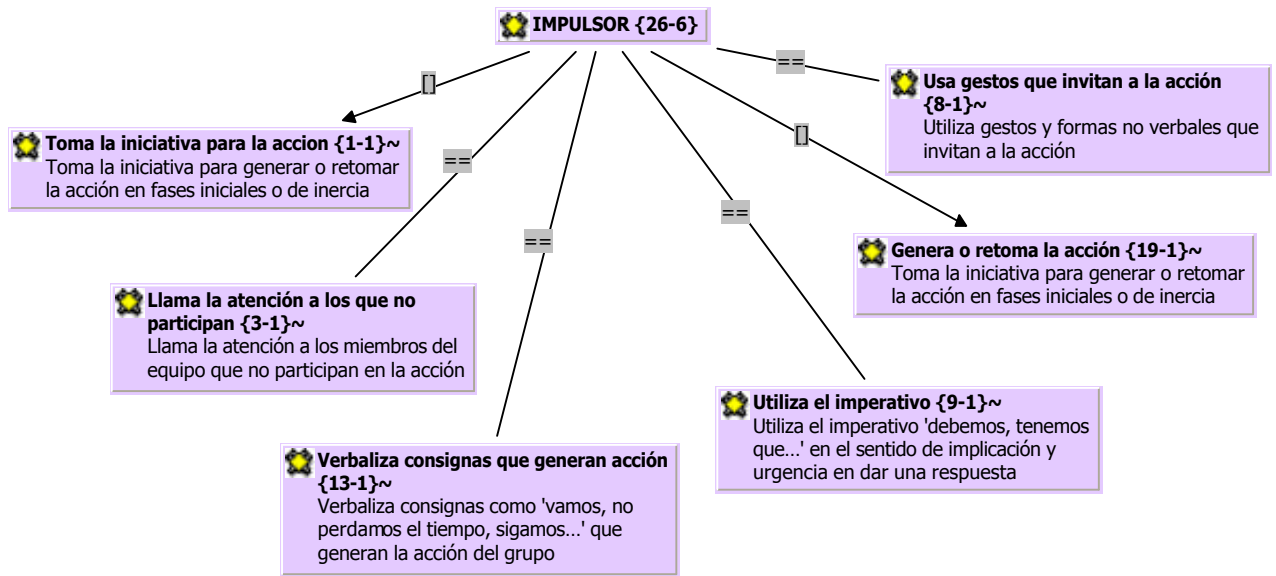 IMPULSOR {26-6}
==
[]
Usa gestos que invitan a la acción
{8-1}~
Utiliza gestos y formas no verbales que
invitan a la acción
Toma la iniciativa para la accion {1-1}~
Toma la iniciativa para generar o retomar
la acción en fases iniciales o de inercia
[]
==
==
==
Genera o retoma la acción {19-1}~
Toma la iniciativa para generar o retomar
la acción en fases iniciales o de inercia
Llama la atención a los que no
participan {3-1}~
Llama la atención a los miembros del
equipo que no participan en la acción
Utiliza el imperativo {9-1}~
Utiliza el imperativo 'debemos, tenemos
que...' en el sentido de implicación y
urgencia en dar una respuesta
Verbaliza consignas que generan acción
{13-1}~
Verbaliza consignas como 'vamos, no
perdamos el tiempo, sigamos...' que
generan la acción del grupo